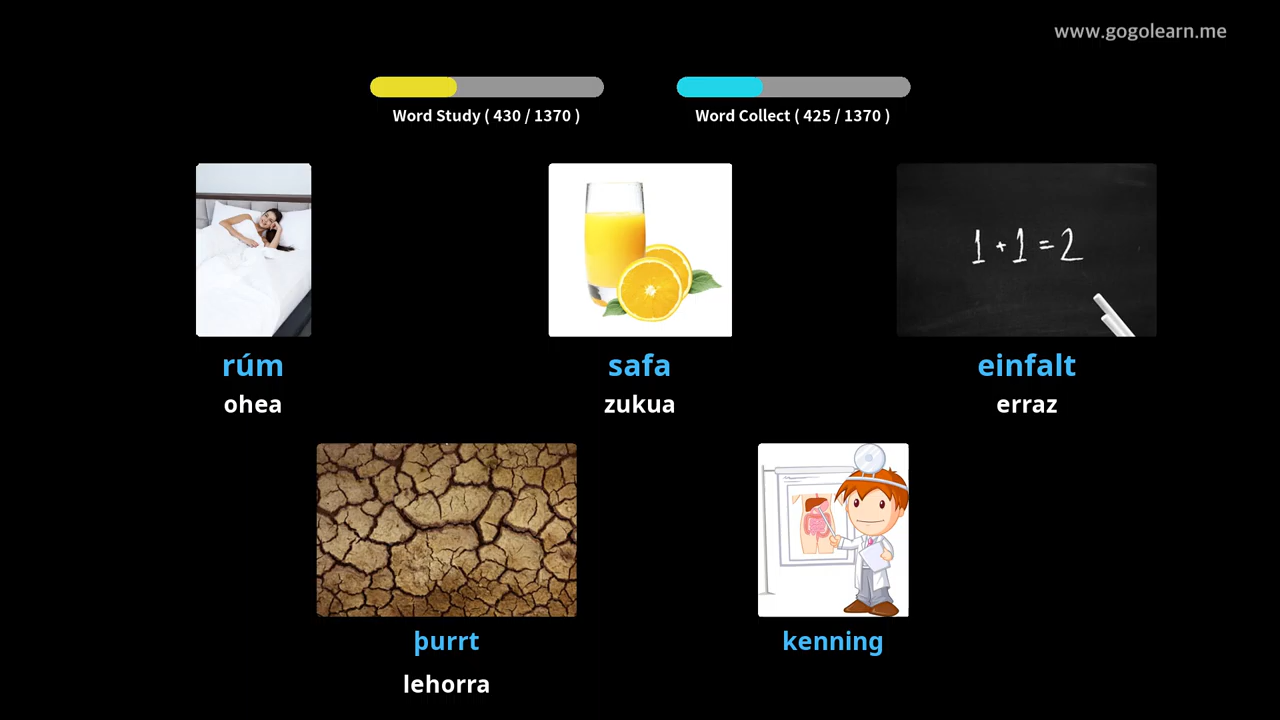 www.gogolearn.me
Word Study ( 430 / 1370 )
Word Collect ( 425 / 1370 )
1 + 1 = 2
rúm
ohea
safa
zukua
einfalt
erraz
þurrt
lehorra
kenning